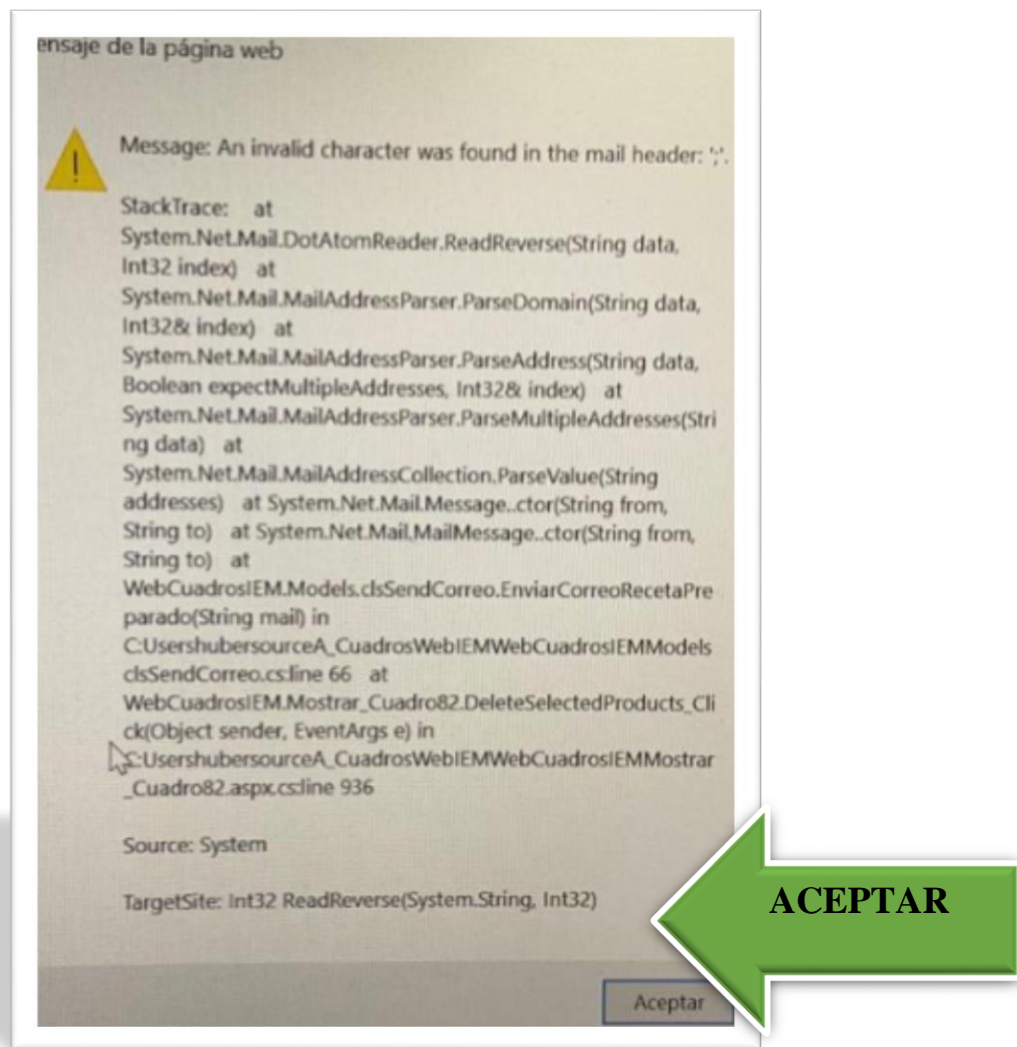 ensaje de la página web
Message: An invalid character was found in the mail header: ';'.
StackTrace: at
System.Net.Mail.DotAtomReader.ReadReverse(String data,
Int32 index) at
System.Net.Mail.MailAddressParser.ParseDomain(String data,
Int32& index) at
System.Net.Mail.MailAddressParser.ParseAddress(String data,
Boolean expectMultipleAddresses, Int32& index) at
System.Net.Mail.MailAddressParser.ParseMultipleAddresses(Stri
ng data) at
System.Net.Mail.MailAddressCollection.ParseValue(String
addresses) at System.Net.Mail.Message..ctor(String from,
String to) at System.Net.Mail.MailMessage..ctor(String from,
String to) at
WebCuadrosIEM.Models.clsSendCorreo.EnviarCorreoRecetaPre
parado(String mail) in
C:UsershubersourceA_CuadrosWebIEMWebCuadrosIEMModels
clsSendCorreo.cs:line 66 at
WebCuadrosIEM.Mostrar_Cuadro82.DeleteSelectedProducts_Cli
ck(Object sender, EventArgs e) in
C:UsershubersourceA_CuadrosWebIEMWebCuadrosIEMMostrar
_Cuadro82.aspx.cs:line 936
Source: System
TargetSite: Int32 ReadReverse(System.String, Int32)
ACEPTAR
Aceptar